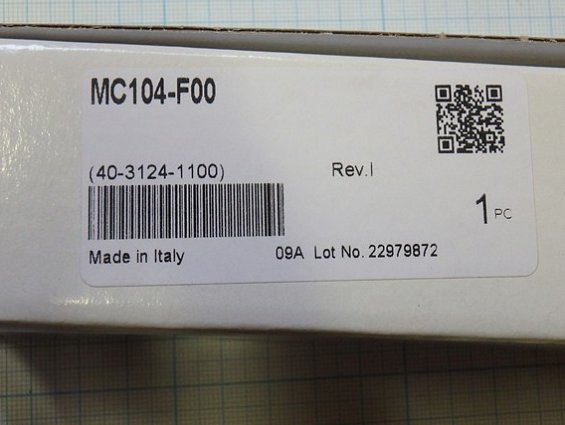 MC104-F00
(40-3124-1100) Rev.I
1 PC
Made in Italy 09A Lot No. 22979872